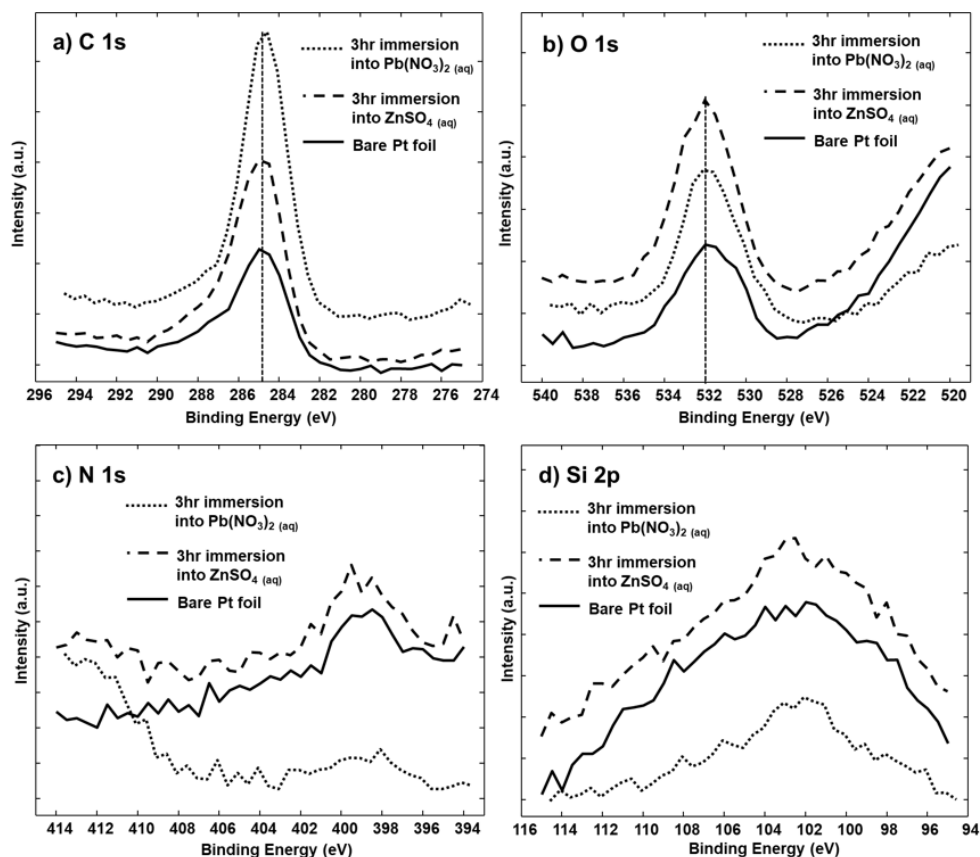 a) C 1s
3hr immersion
into Pb(NO3)2 (aq)
3hr immersion
into ZnSO4 (aq)
Bare Pt foil
Intensity (a.u.)
296 294 292 290 288 286 284 282 280 278 276 274
Binding Energy (eV)
b) O 1s
3hr immersion
into Pb(NO3)2 (aq)
3hr immersion
into ZnSO4 (aq)
Bare Pt foil
Intensity (a.u.)
540 538 536 534 532 530 528 526 524 522 520
Binding Energy (eV)
c) N 1s
3hr immersion
into Pb(NO3)2 (aq)
3hr immersion
into ZnSO4 (aq)
Bare Pt foil
Intensity (a.u.)
414 412 410 408 406 404 402 400 398 396 394
Binding Energy (eV)
d) Si 2p
3hr immersion
into Pb(NO3)2 (aq)
3hr immersion
into ZnSO4 (aq)
Bare Pt foil
Intensity (a.u.)
116 114 112 110 108 106 104 102 100 98 96 94
Binding Energy (eV)